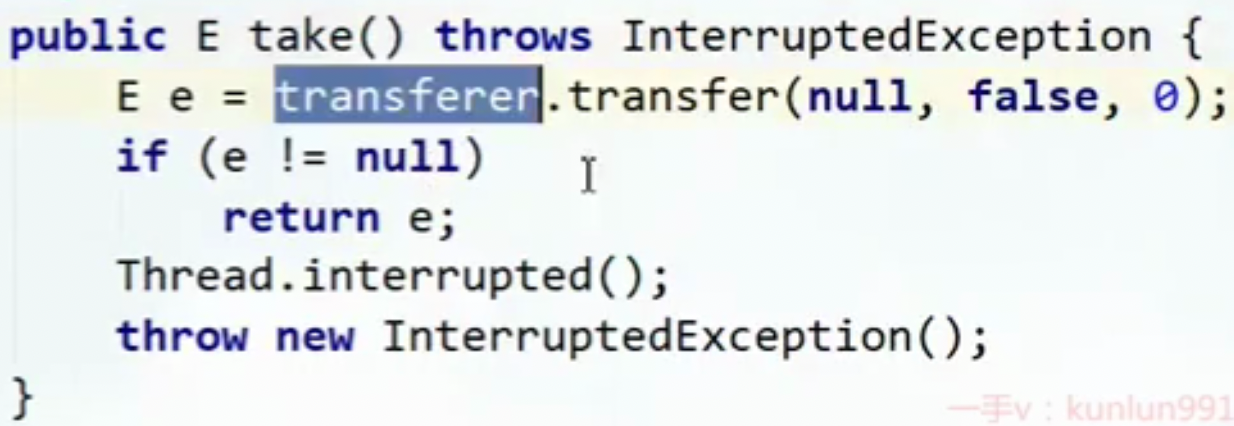 public E take() throws InterruptedException {
    E e = transferer.transfer(null, false, 0);
    if (e != null)
        return e;
    Thread.interrupted();
    throw new InterruptedException();
}
一手v：kunlun991